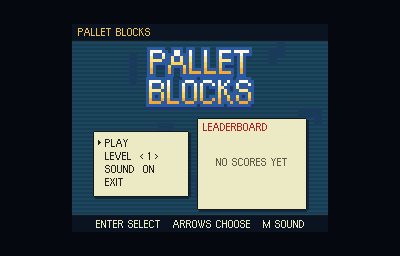 PALLET BLOCKS
PALLET
BLOCKS
PLAY
LEVEL <1>
SOUND ON
EXIT
LEADERBOARD
NO SCORES YET
ENTER SELECT ARROWS CHOOSE M SOUND